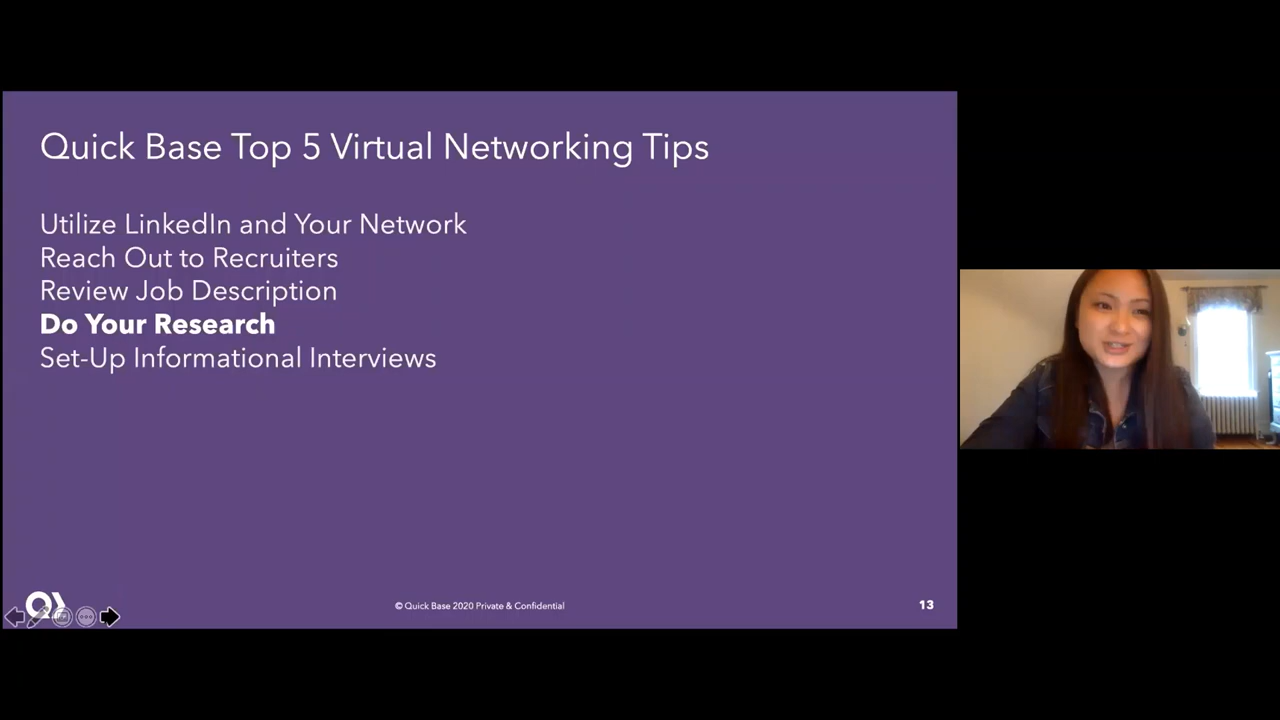 Quick Base Top 5 Virtual Networking Tips
Utilize LinkedIn and Your Network
Reach Out to Recruiters
Review Job Description
Do Your Research
Set-Up Informational Interviews
© Quick Base 2020 Private & Confidential
13